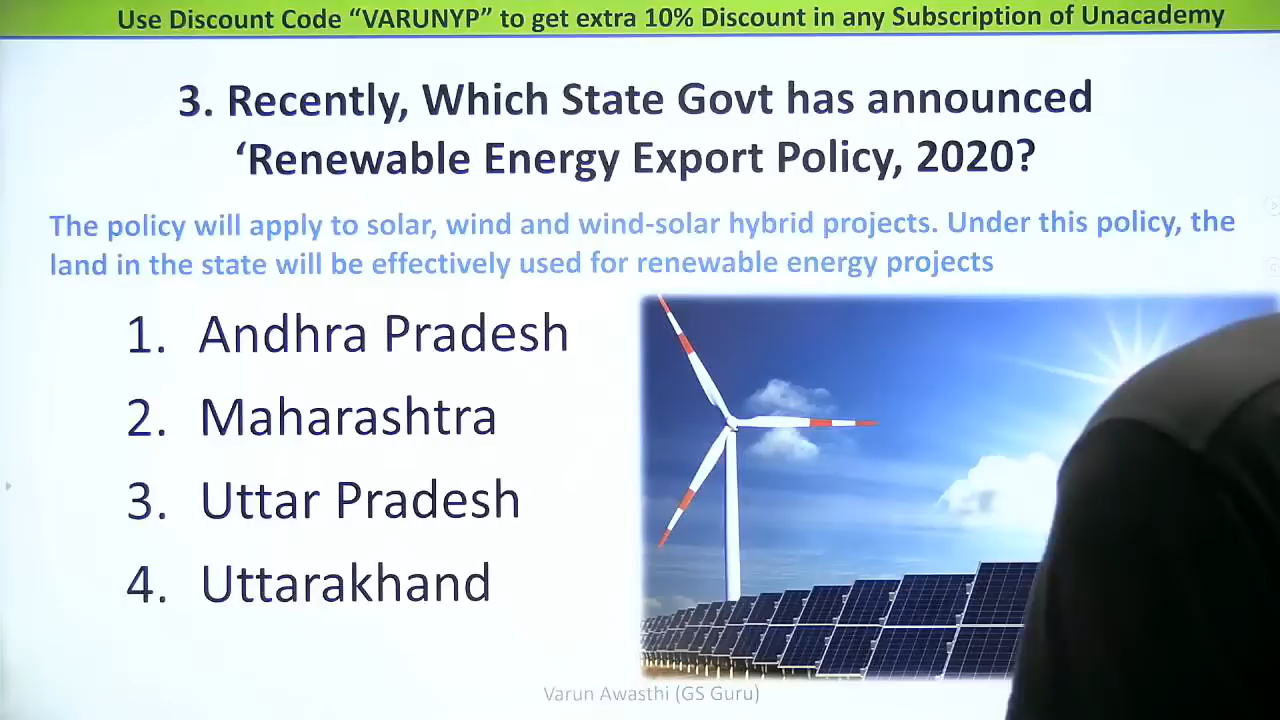 Use Discount Code “VARUNYP” to get extra 10% Discount in any Subscription of Unacademy
3. Recently, Which State Govt has announced
‘Renewable Energy Export Policy, 2020?
The policy will apply to solar, wind and wind-solar hybrid projects. Under this policy, the
land in the state will be effectively used for renewable energy projects
1. Andhra Pradesh
2. Maharashtra
3. Uttar Pradesh
4. Uttarakhand
Varun Awasthi (GS Guru)